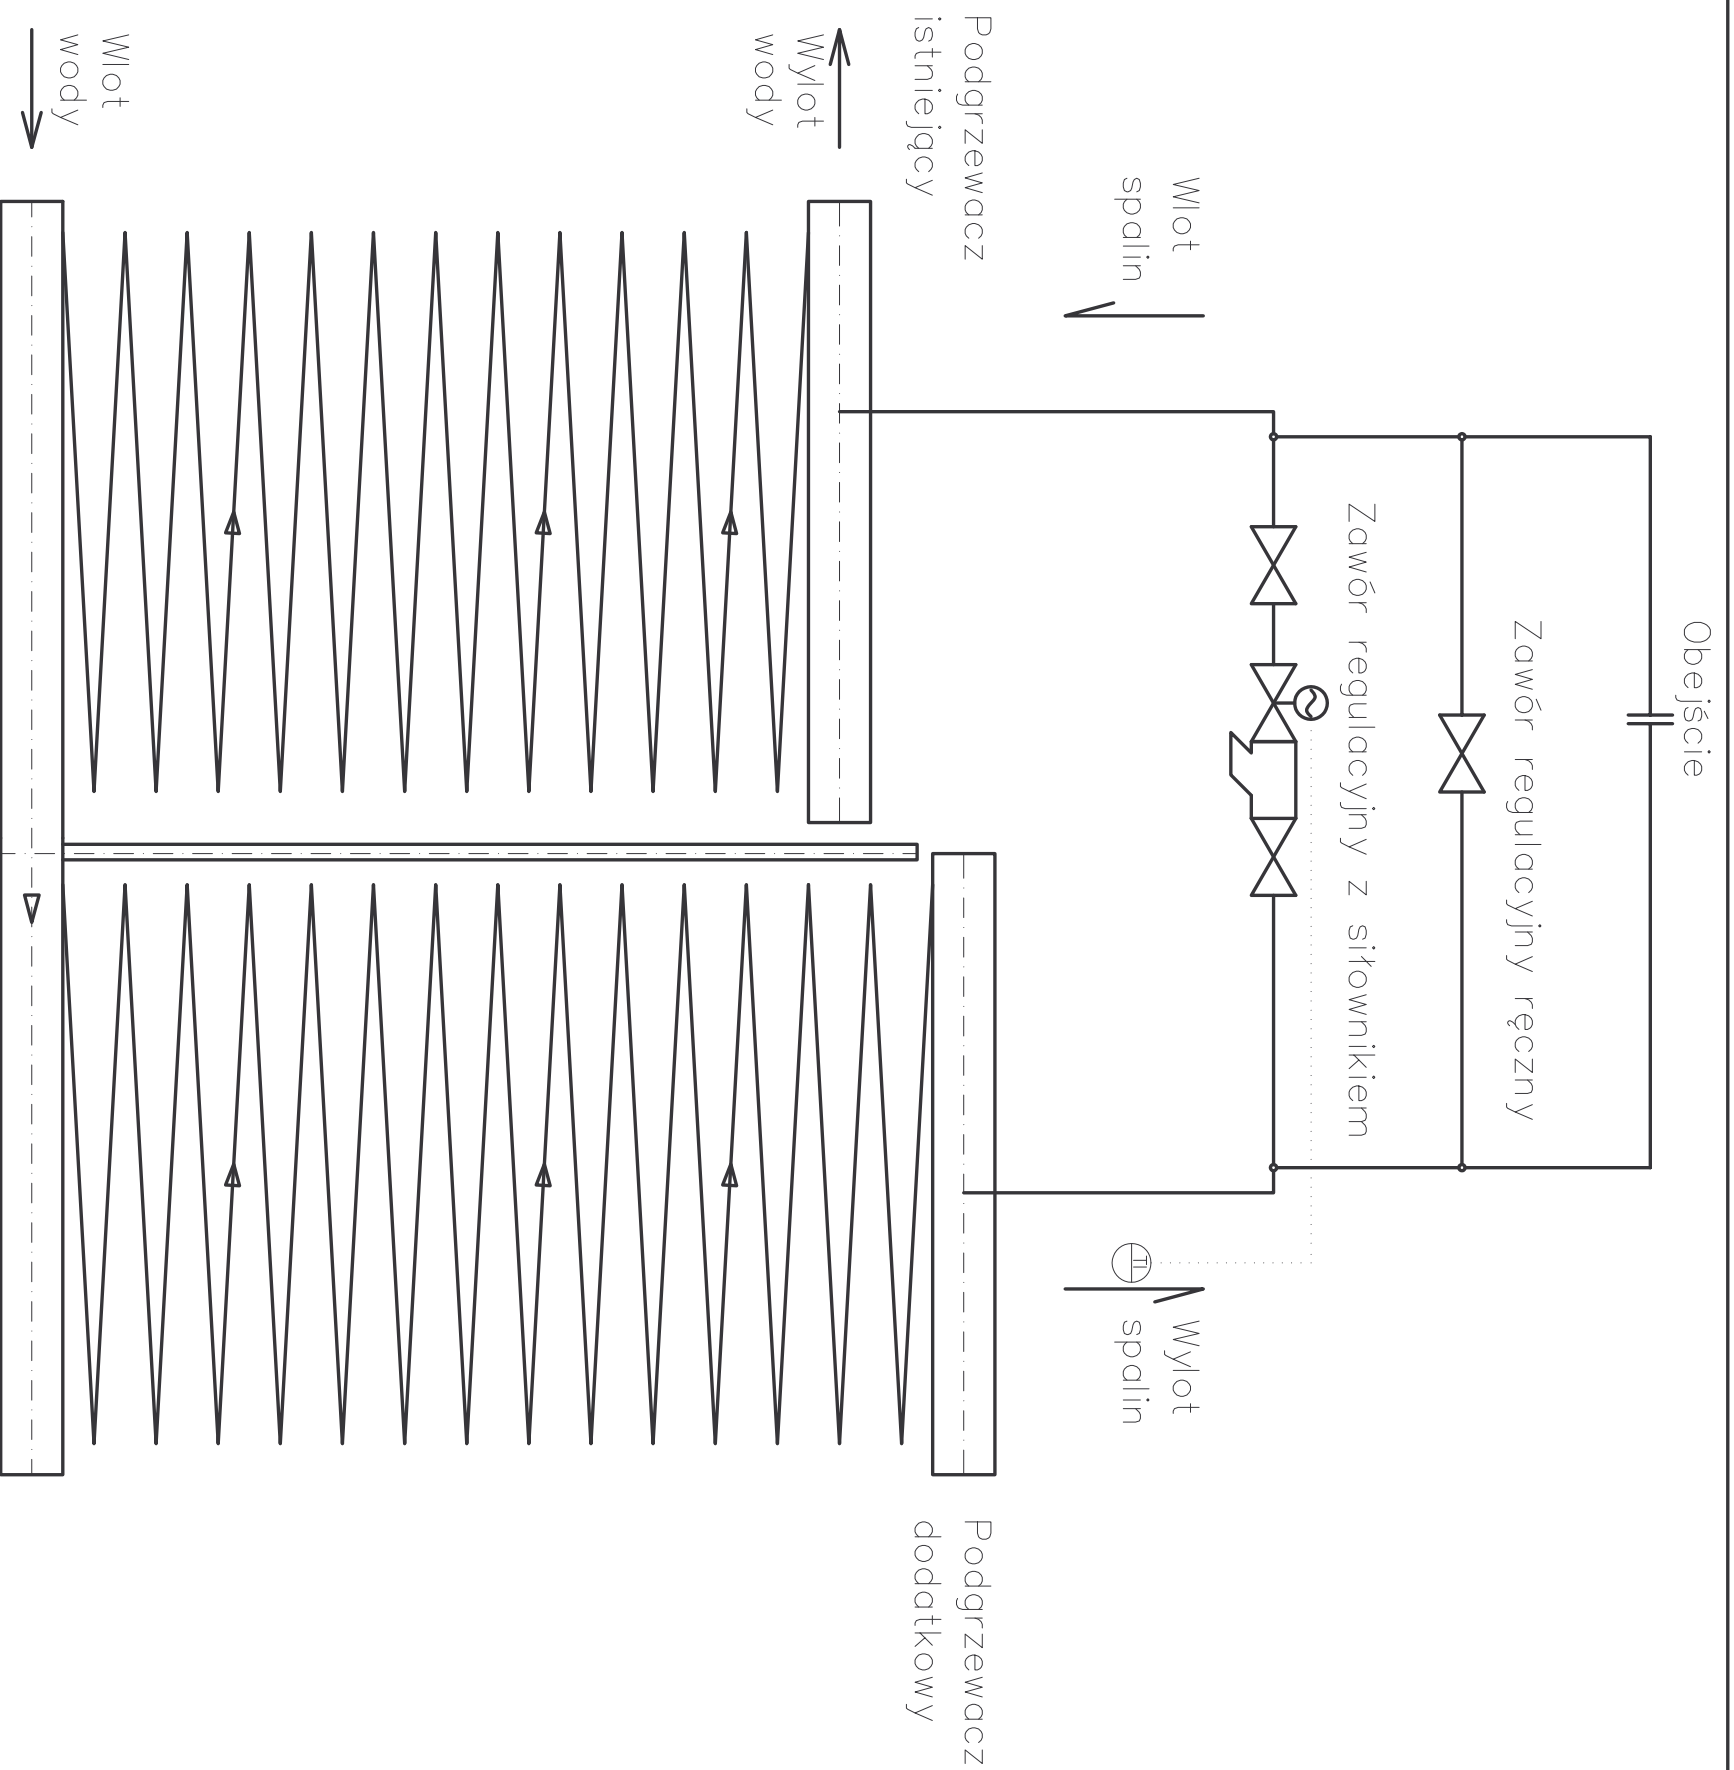 Obejście
Zawór regulacyjny ręczny
Zawór regulacyjny z siłownikiem
Wlot
spalin
TI
Wylot
spalin
Podgrzewacz
istniejący
Podgrzewacz
dodatkowy
Wylot
wody
Wlot
wody